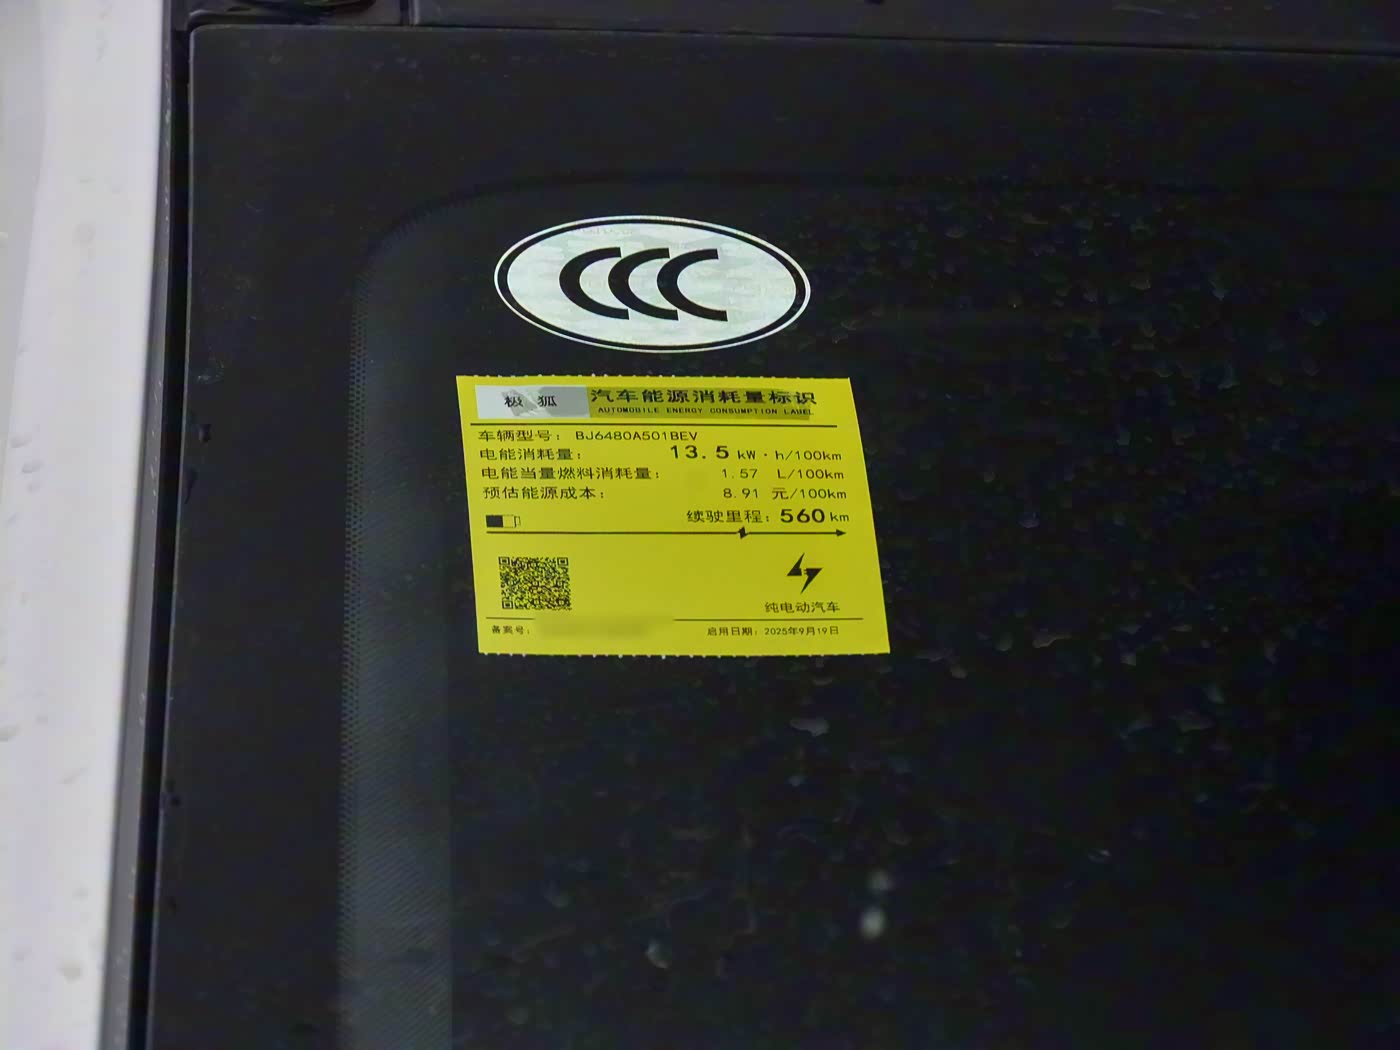 CCC
极 狐 汽车能源消耗量标识
AUTOMOBILE ENERGY CONSUMPTION LABEL
车辆型号: BJ6480A501BEV
电能消耗量: 13.5 kW·h/100km
电能当量燃料消耗量: 1.57 L/100km
预估能源成本: 8.91 元/100km
续驶里程: 560 km
纯电动汽车
备案号:
启用日期: 2025年9月19日